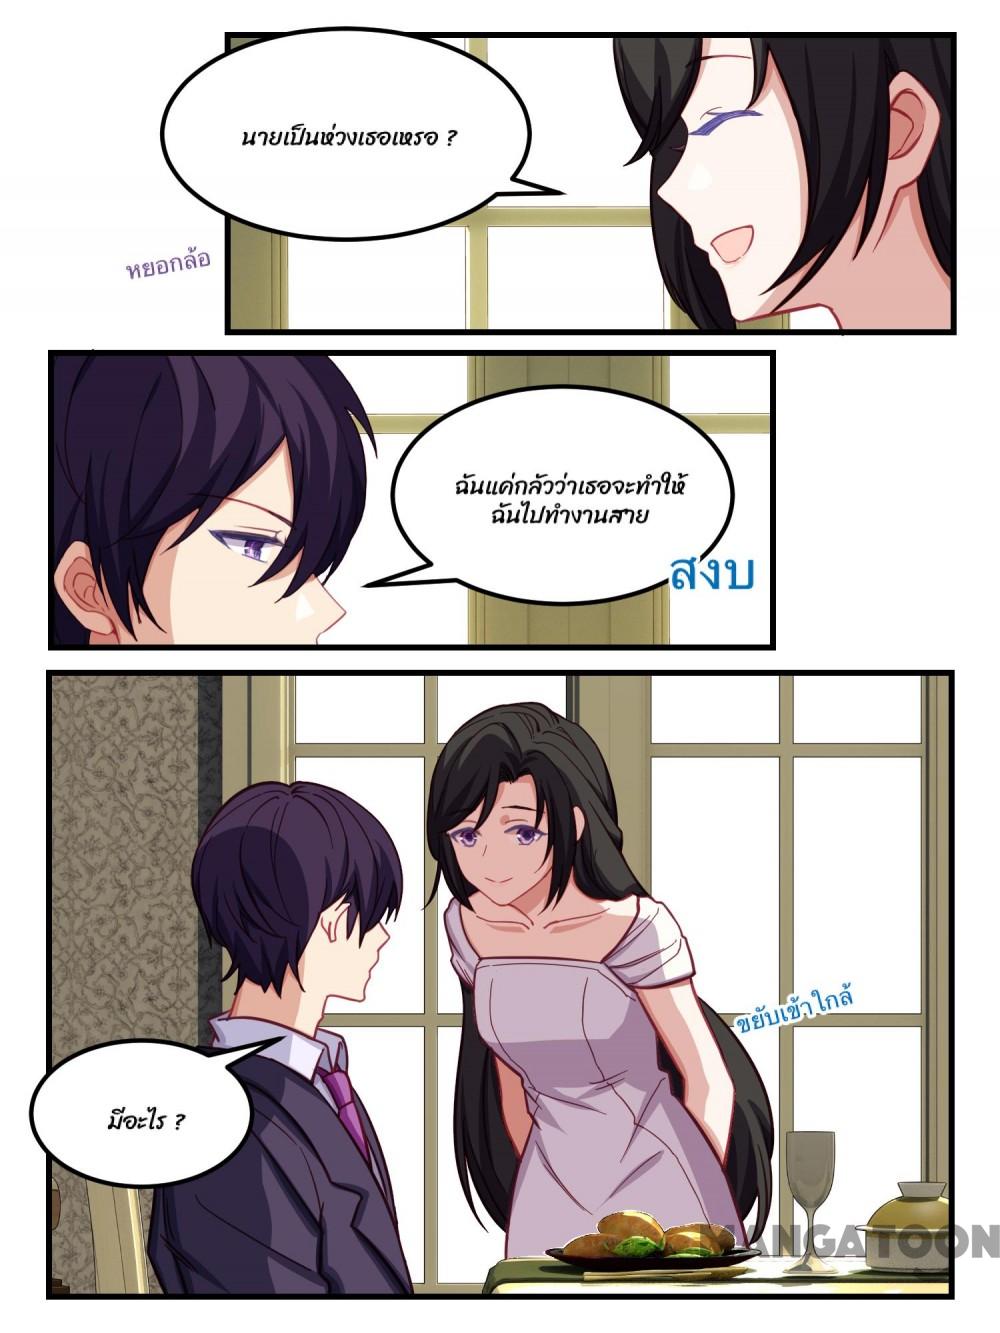 นายเป็นห่วงเธอเหรอ ?
หยอกล้อ
ฉันแค่กลัวว่าเธอจะทำให้
ฉันไปทำงานสาย
สงบ
ขยับเข้าใกล้
มีอะไร ?
MANGATOON